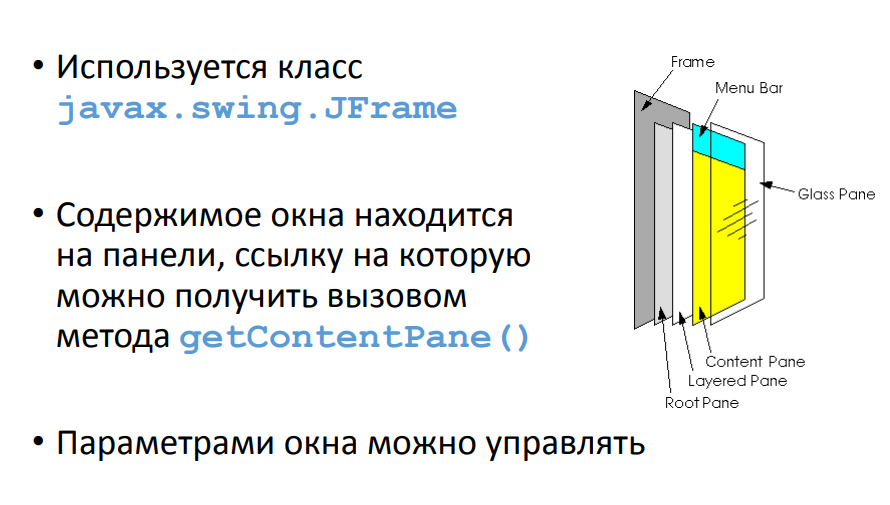 • Используется класс
javax.swing.JFrame
• Содержимое окна находится
на панели, ссылку на которую
можно получить вызовом
метода getContentPane()
• Параметрами окна можно управлять
Frame
Menu Bar
Glass Pane
Content Pane
Layered Pane
Root Pane